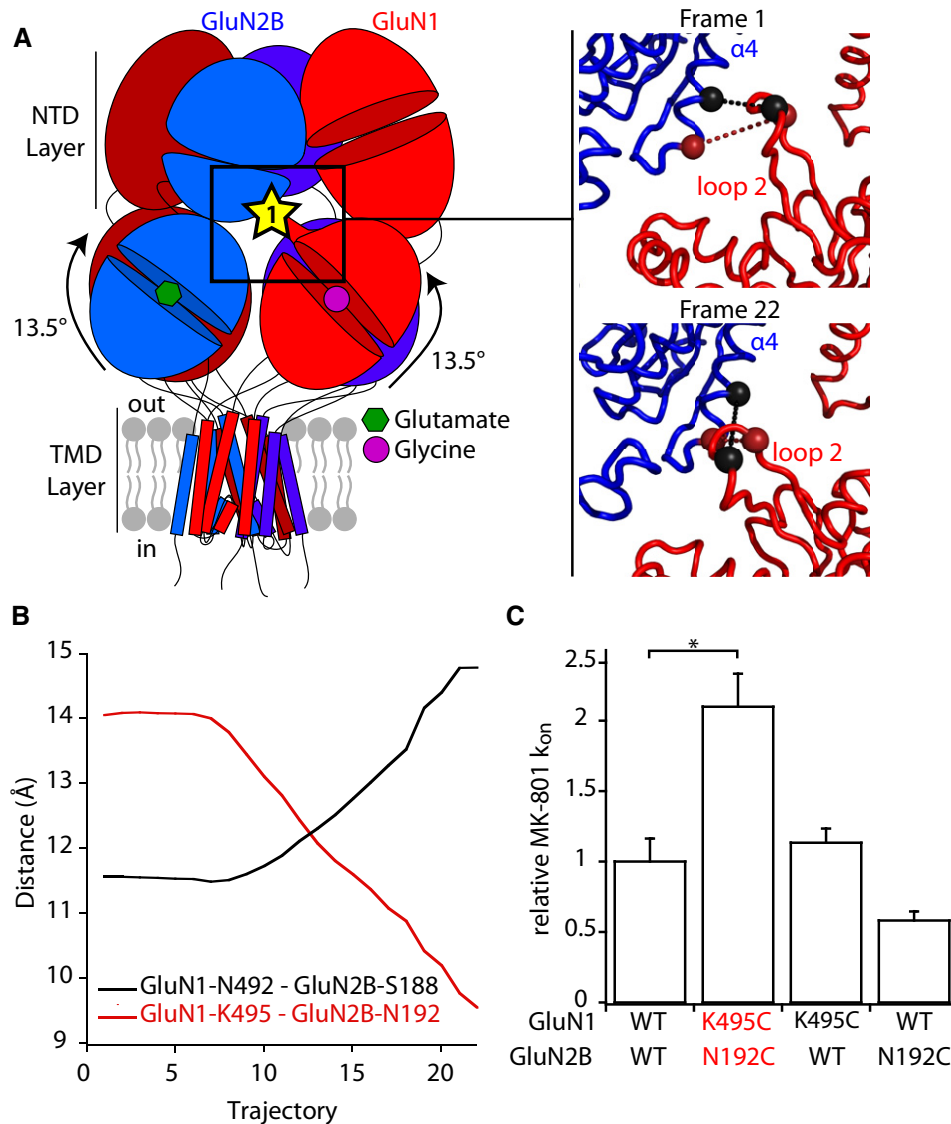 A
GluN2B
GluN1
NTD
Layer
1
13.5°
13.5°
out
TMD
Layer
in
Glutamate
Glycine
Frame 1
α4
loop 2
Frame 22
α4
loop 2
B
15
14
13
12
11
10
9
Distance (Å)
GluN1-N492 - GluN2B-S188
GluN1-K495 - GluN2B-N192
0 5 10 15 20
Trajectory
C
*
2.5
2
1
0.5
0
relative MK-801 kon
GluN1 WT K495C K495C WT
GluN2B WT N192C WT N192C